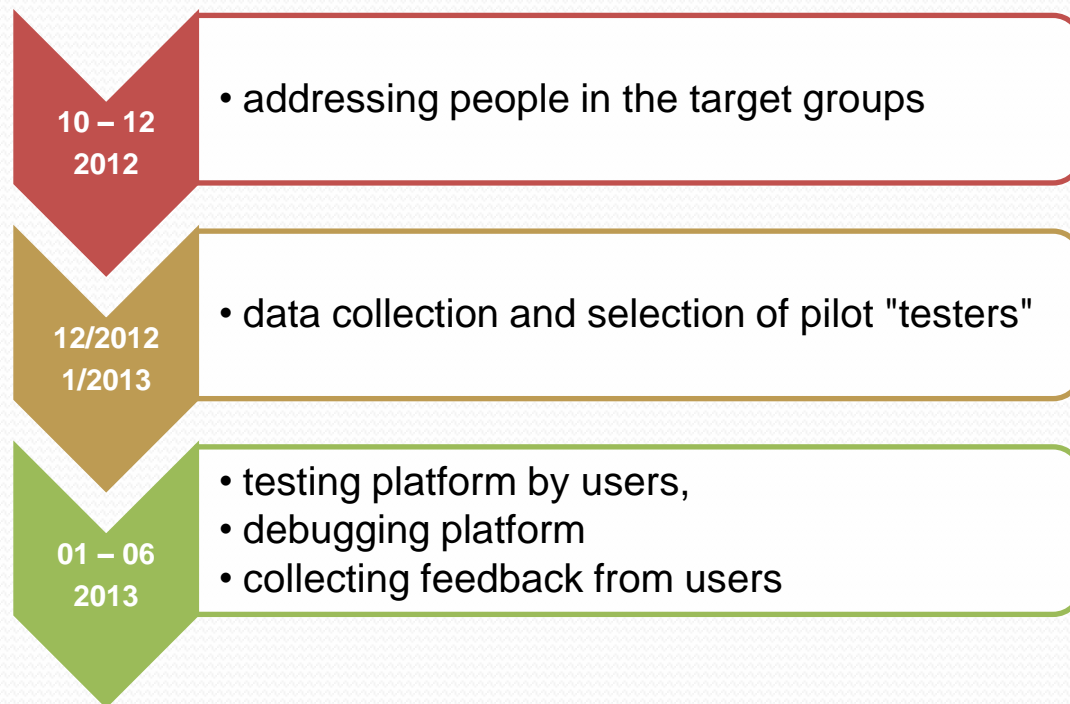 10 – 12
2012
• addressing people in the target groups
12/2012
1/2013
• data collection and selection of pilot "testers"
01 – 06
2013
• testing platform by users,
• debugging platform
• collecting feedback from users